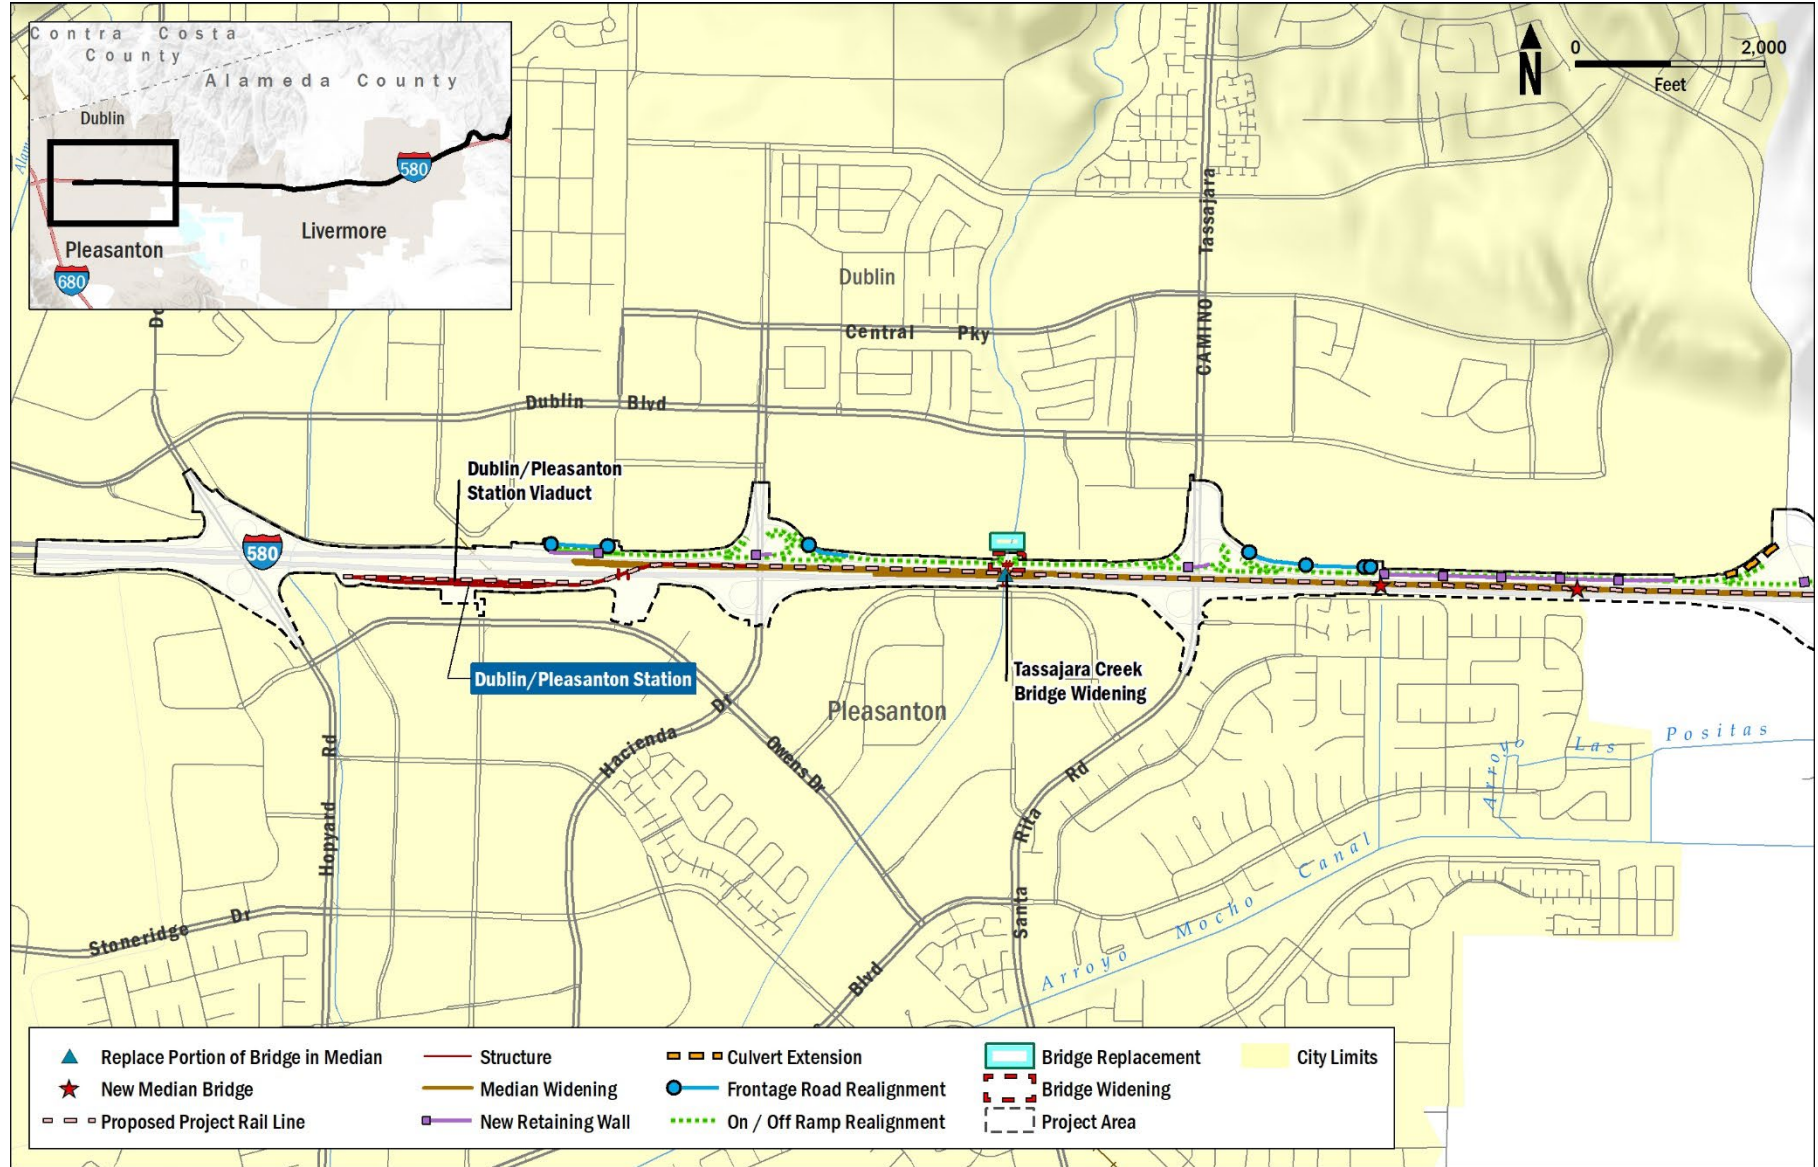 Contra Costa
County
Alameda County
Dublin
580
Livermore
Pleasanton
680
N
0 2,000
Feet
CAMINO Tassajara
Dublin
Central Pky
Dublin Blvd
Dublin/Pleasanton
Station Viaduct
580
Dublin/Pleasanton Station
Tassajara Creek
Bridge Widening
Pleasanton
Hacienda Dr
Owens Dr
Hopyard Rd
Santa Rita Rd
Stoneridge Dr
Blvd
Arroyo Las Positas
Arroyo Mocho Canal
Replace Portion of Bridge in Median
New Median Bridge
Proposed Project Rail Line
Structure
Median Widening
New Retaining Wall
Culvert Extension
Frontage Road Realignment
On / Off Ramp Realignment
Bridge Replacement
Bridge Widening
Project Area
City Limits